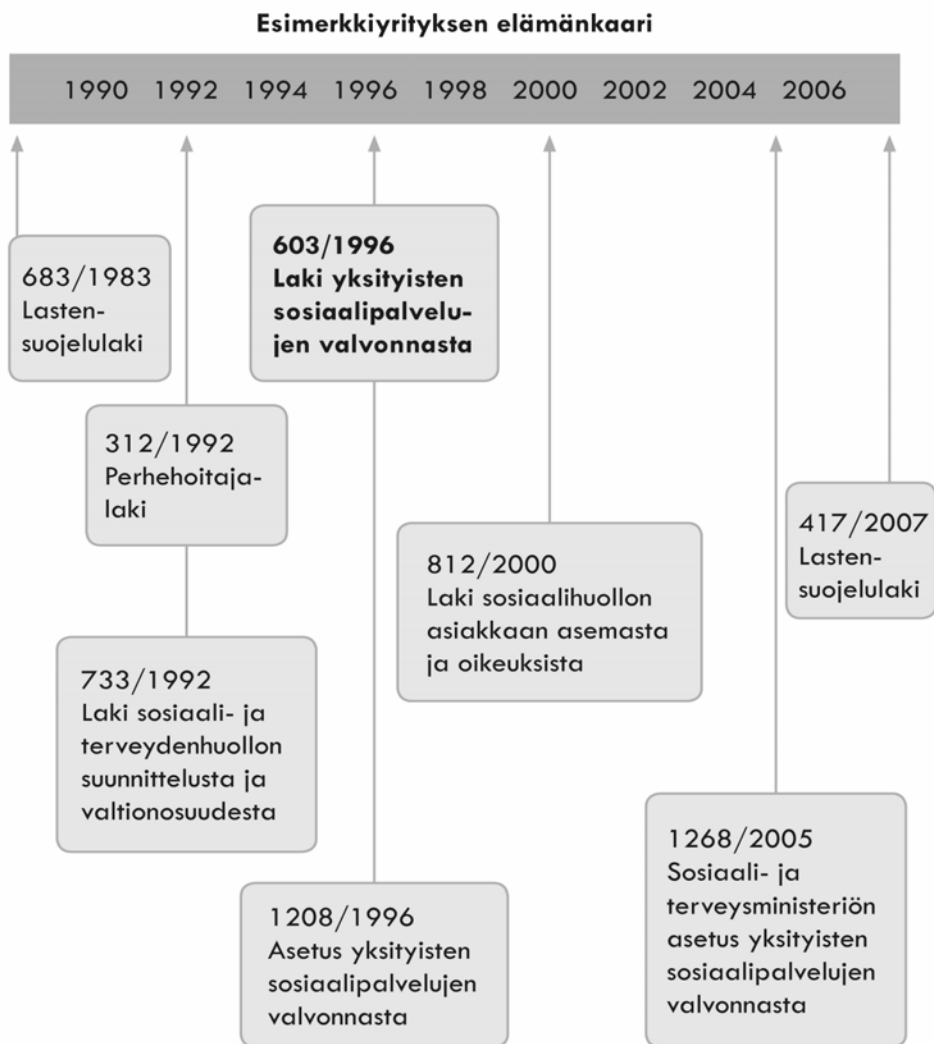 Esimerkkiyrityksen elämänkaari
1990 1992 1994 1996 1998 2000 2002 2004 2006
683/1983
Lasten-
suojelulaki
312/1992
Perhehoitaja-
laki
733/1992
Laki sosiaali- ja
terveydenhuollon
suunnittelusta ja
valtionosuudesta
603/1996
Laki yksityisten
sosiaalipalvelu-
jen valvonnasta
1208/1996
Asetus yksityisten
sosiaalipalvelujen
valvonnasta
812/2000
Laki sosiaalihuollon
asiakkaan asemasta
ja oikeuksista
1268/2005
Sosiaali- ja
terveysministeriön
asetus yksityisten
sosiaalipalvelujen
valvonnasta
417/2007
Lasten-
suojelulaki